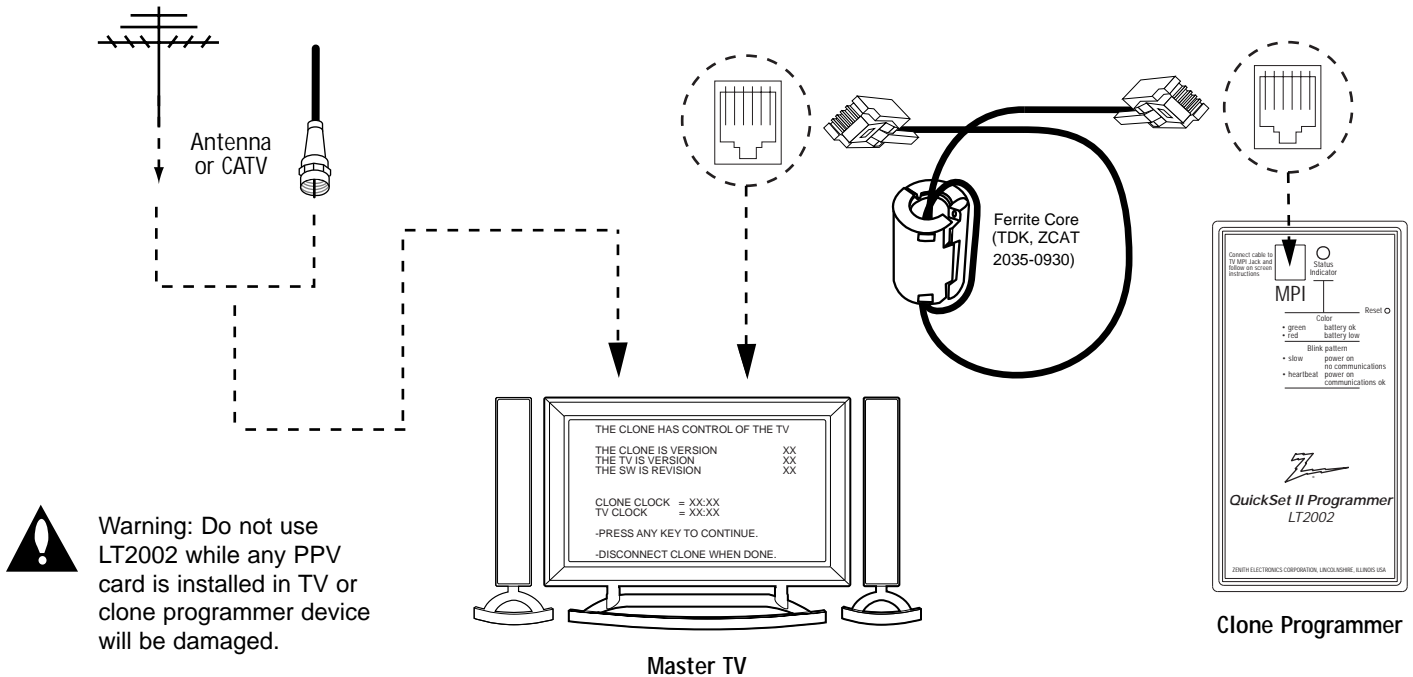 Antenna
or CATV
Ferrite Core
(TDK, ZCAT
2035-0930)
Connect cable to
TV MPI Jack and
follow on screen
instructions
Status
Indicator
MPI
Reset
Color
• green battery ok
• red battery low
Blink pattern
• slow power on
no communications
• heartbeat power on
communications ok
QuickSet II Programmer
LT2002
ZENITH ELECTRONICS CORPORATION, LINCOLNSHIRE, ILLINOIS USA
Clone Programmer
THE CLONE HAS CONTROL OF THE TV
THE CLONE IS VERSION XX
THE TV IS VERSION XX
THE SW IS REVISION XX
CLONE CLOCK = XX:XX
TV CLOCK = XX:XX
-PRESS ANY KEY TO CONTINUE.
-DISCONNECT CLONE WHEN DONE.
Master TV
Warning: Do not use
LT2002 while any PPV
card is installed in TV or
clone programmer device
will be damaged.